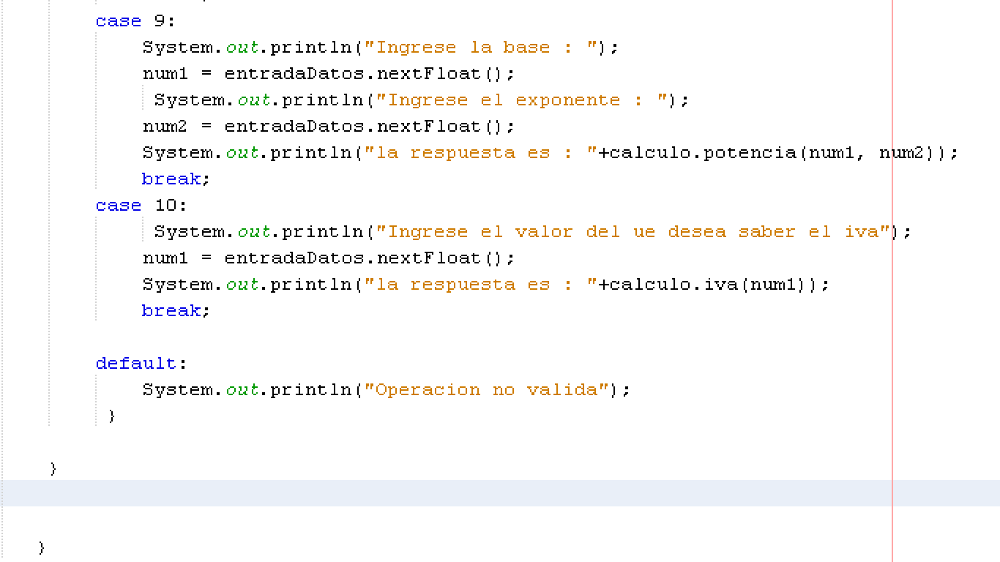 case 9:
System.out.println("Ingrese la base : ");
num1 = entradaDatos.nextFloat();
System.out.println("Ingrese el exponente : ");
num2 = entradaDatos.nextFloat();
System.out.println("la respuesta es : "+calculo.potencia(num1, num2));
break;
case 10:
System.out.println("Ingrese el valor del ue desea saber el iva");
num1 = entradaDatos.nextFloat();
System.out.println("la respuesta es : "+calculo.iva(num1));
break;
default:
System.out.println("Operacion no valida");
}
}
}